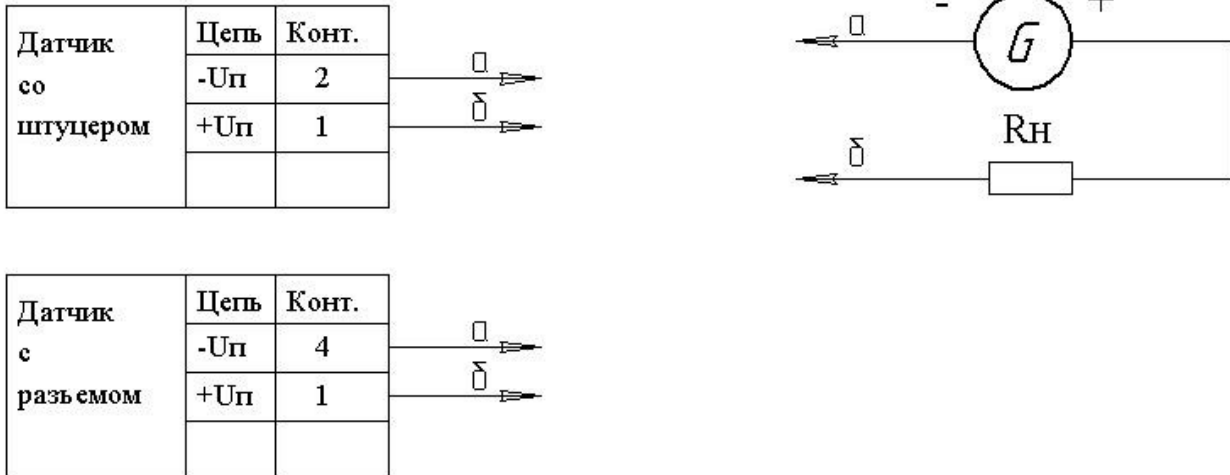 Датчик
со
штуцером
Цепь Конт.
-Uп 2
+Uп 1
а
б
- +
а
G
Rн
б
Датчик
с
разъемом
Цепь Конт.
-Uп 4
+Uп 1
а
б